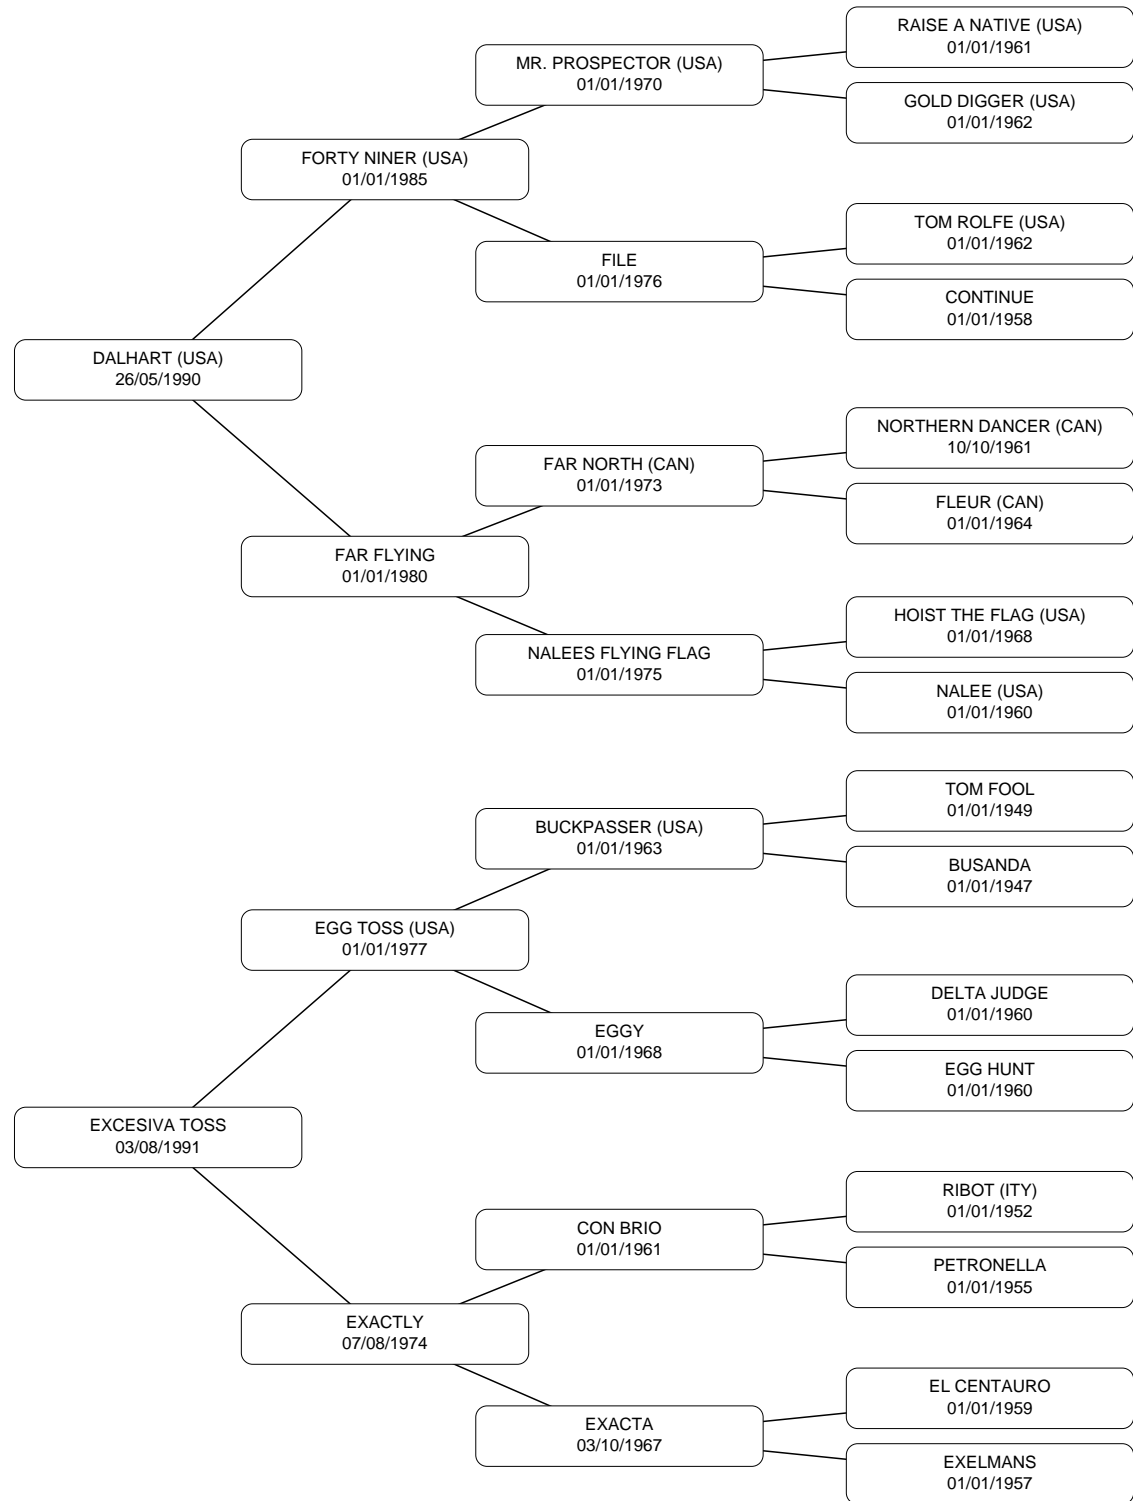 RAISE A NATIVE (USA)
01/01/1961
MR. PROSPECTOR (USA)
01/01/1970
GOLD DIGGER (USA)
01/01/1962
FORTY NINER (USA)
01/01/1985
TOM ROLFE (USA)
01/01/1962
FILE
01/01/1976
CONTINUE
01/01/1958
DALHART (USA)
26/05/1990
NORTHERN DANCER (CAN)
10/10/1961
FAR NORTH (CAN)
01/01/1973
FLEUR (CAN)
01/01/1964
FAR FLYING
01/01/1980
HOIST THE FLAG (USA)
01/01/1968
NALEES FLYING FLAG
01/01/1975
NALEE (USA)
01/01/1960
TOM FOOL
01/01/1949
BUCKPASSER (USA)
01/01/1963
BUSANDA
01/01/1947
EGG TOSS (USA)
01/01/1977
DELTA JUDGE
01/01/1960
EGGY
01/01/1968
EGG HUNT
01/01/1960
EXCESIVA TOSS
03/08/1991
RIBOT (ITY)
01/01/1952
CON BRIO
01/01/1961
PETRONELLA
01/01/1955
EXACTLY
07/08/1974
EL CENTAURO
01/01/1959
EXACTA
03/10/1967
EXELMANS
01/01/1957